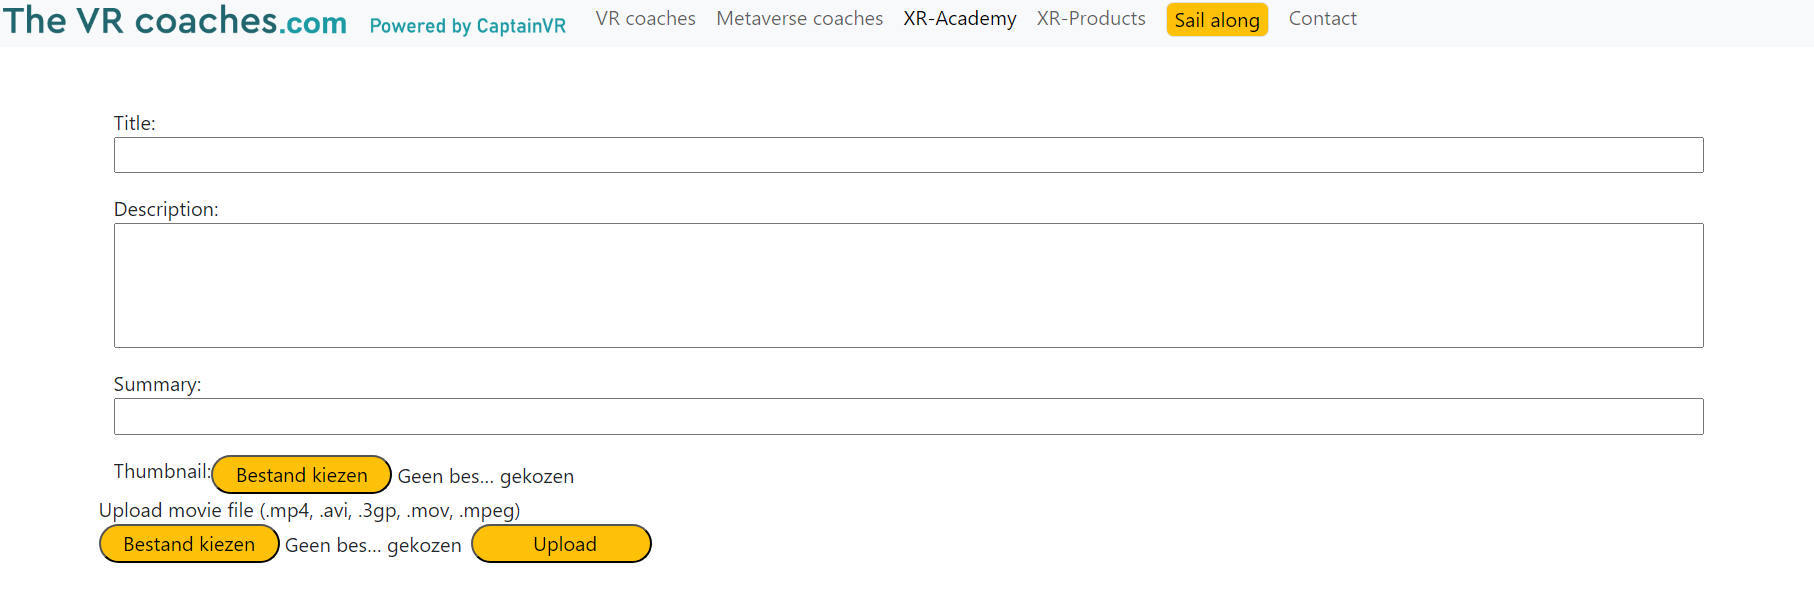 The VR coaches.com Powered by CaptainVR VR coaches Metaverse coaches XR-Academy XR-Products Sail along Contact
Title:
Description:
Summary:
Thumbnail: Bestand kiezen Geen bes... gekozen
Upload movie file (.mp4, .avi, .3gp, .mov, .mpeg)
Bestand kiezen Geen bes... gekozen Upload